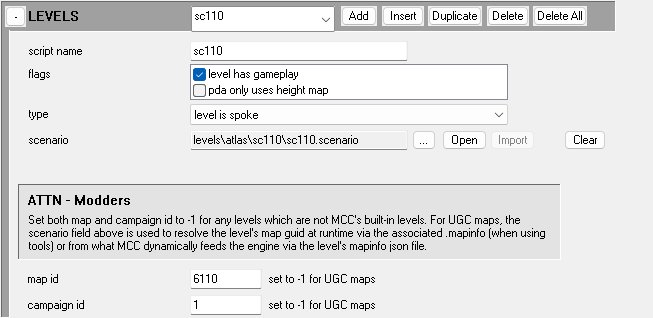 - LEVELS sc110 Add Insert Duplicate Delete Delete All
script name sc110
flags level has gameplay
pda only uses height map
type level is spoke
scenario levels\atlas\sc110\sc110.scenario ... Open Import Clear
ATTN - Modders
Set both map and campaign id to -1 for any levels which are not MCC's built-in levels. For UGC maps, the
scenario field above is used to resolve the level's map guid at runtime via the associated .mapinfo (when using
tools) or from what MCC dynamically feeds the engine via the level's mapinfo json file.
map id 6110 set to -1 for UGC maps
campaign id 1 set to -1 for UGC maps